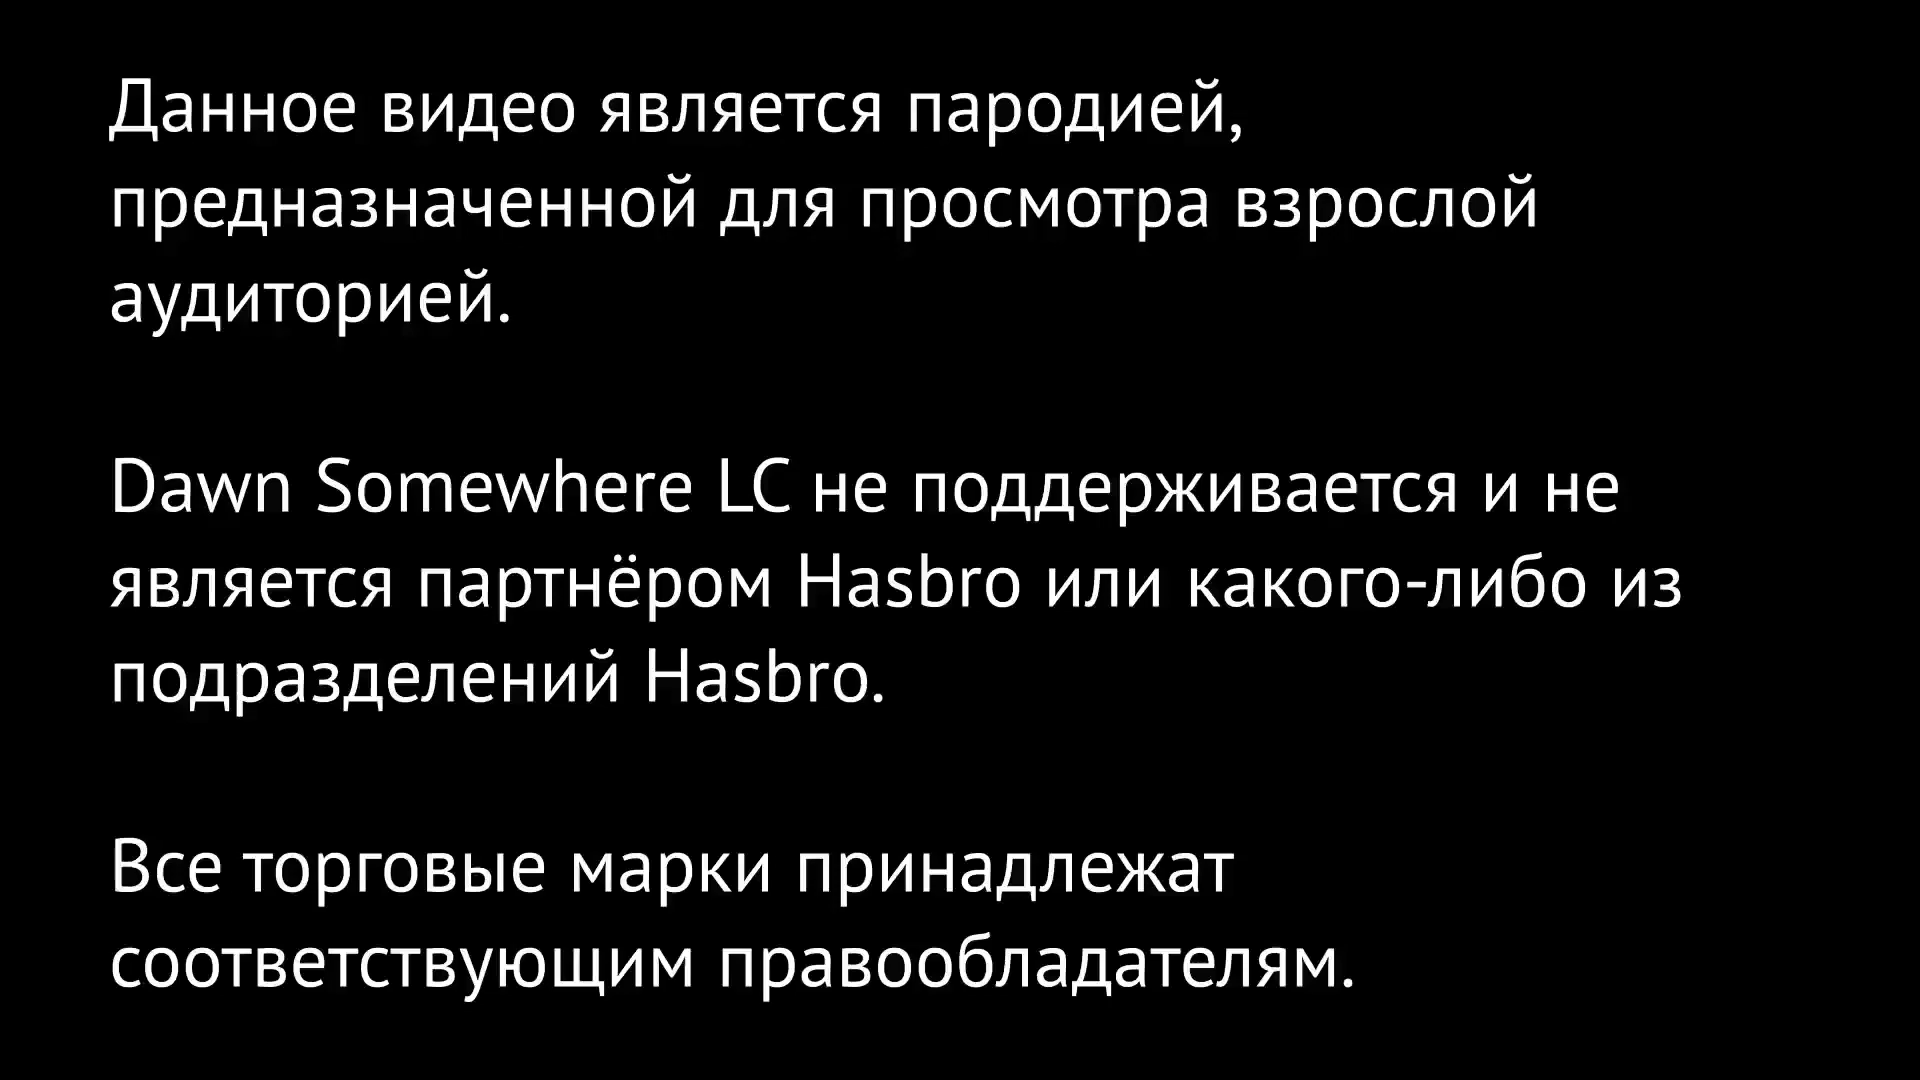 Данное видео является пародией,
предназначенной для просмотра взрослой
аудиторией.
Dawn Somewhere LC не поддерживается и не
является партнёром Hasbro или какого-либо из
подразделений Hasbro.
Все торговые марки принадлежат
соответствующим правообладателям.